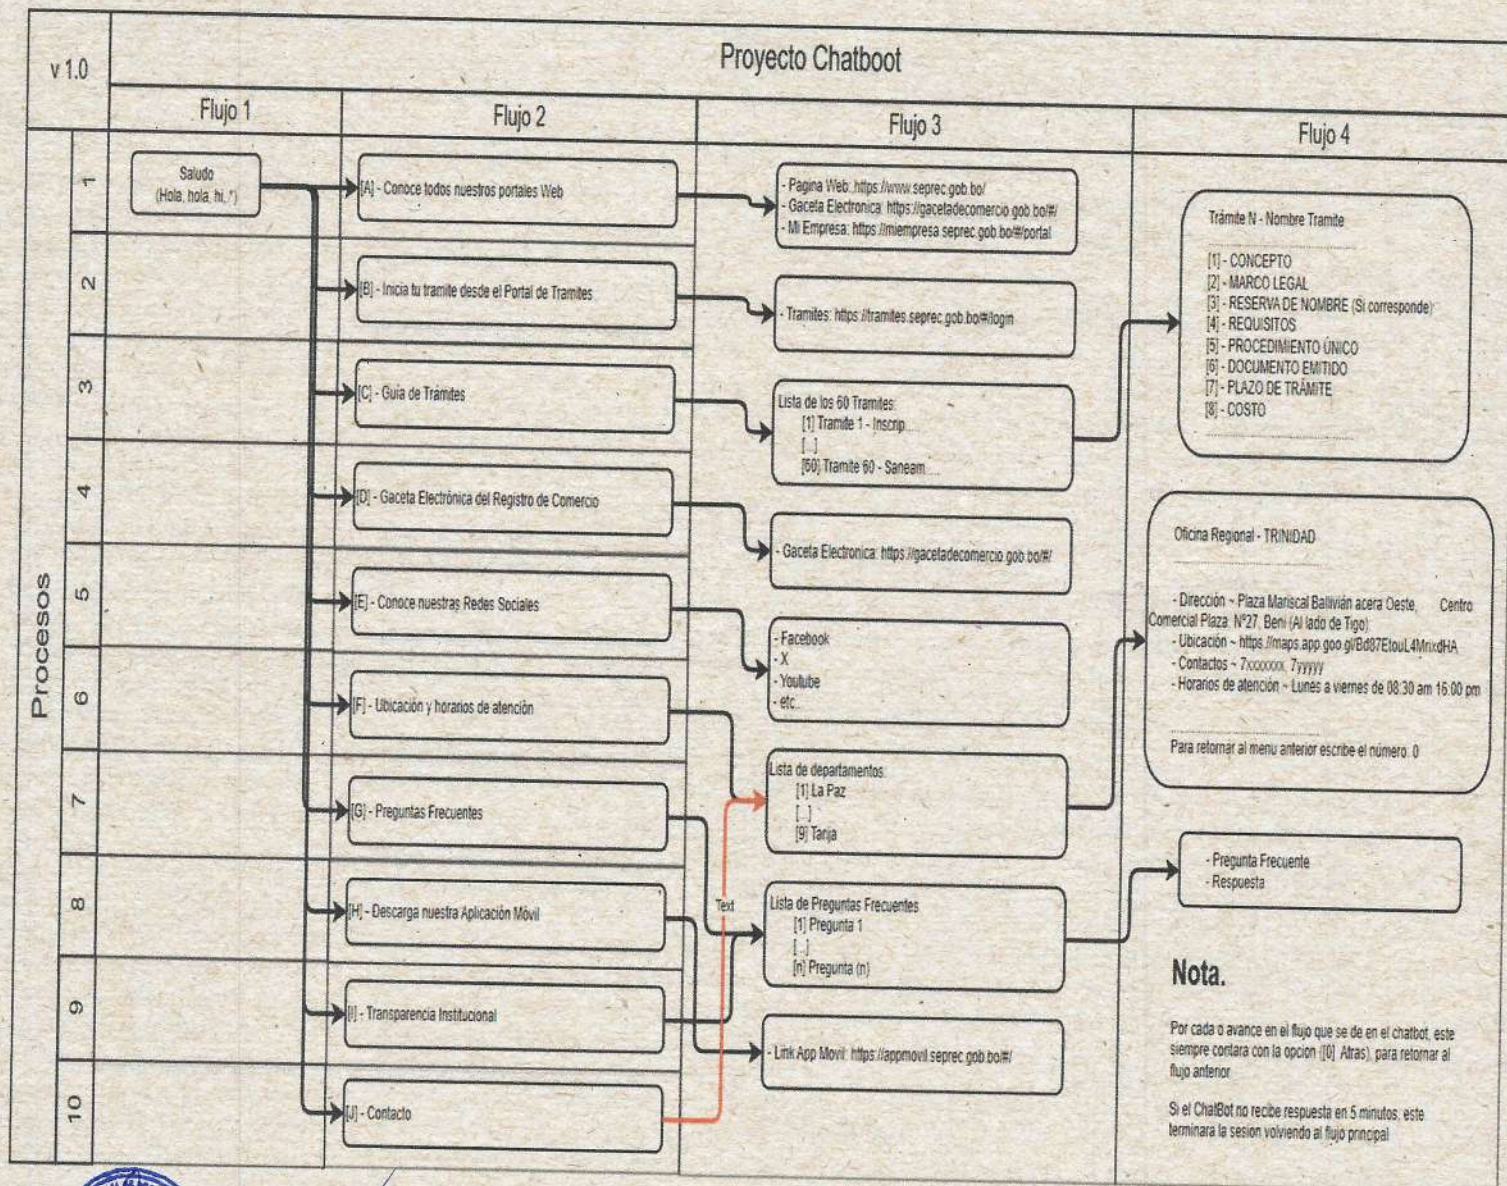 v 1.0
Proyecto Chatboot
Flujo 1
Flujo 2
Flujo 3
Flujo 4
Procesos
1
2
3
4
5
6
7
8
9
10
Saludo
(Hola, hola, hi, *)
[A] - Conoce todos nuestros portales Web
[B] - Inicia tu tramite desde el Portal de Tramites
[C] - Guía de Trámites
[D] - Gaceta Electrónica del Registro de Comercio
[E] - Conoce nuestras Redes Sociales
[F] - Ubicación y horarios de atención
[G] - Preguntas Frecuentes
[H] - Descarga nuestra Aplicación Móvil
[I] - Transparencia Institucional
[J] - Contacto
- Pagina Web: https://www.seprec.gob.bo/
- Gaceta Electronica: https://gacetadecomercio.gob.bo/#/
- Mi Empresa: https://miempresa.seprec.gob.bo/#/portal
- Tramites: https://tramites.seprec.gob.bo/#/login
Lista de los 60 Tramites:
[1] Tramite 1 - Inscrip....
[...]
[60] Tramite 60 - Saneam....
- Gaceta Electronica: https://gacetadecomercio.gob.bo/#/
- Facebook
- X
- Youtube
- etc..
Lista de departamentos:
[1] La Paz
[...]
[9] Tarija
Text
Lista de Preguntas Frecuentes
[1] Pregunta 1
[...]
[n] Pregunta (n)
- Link App Movil: https://appmovil.seprec.gob.bo/#/
Trámite N - Nombre Tramite
[1] - CONCEPTO
[2] - MARCO LEGAL
[3] - RESERVA DE NOMBRE (Si corresponde)
[4] - REQUISITOS
[5] - PROCEDIMIENTO ÚNICO
[6] - DOCUMENTO EMITIDO
[7] - PLAZO DE TRÁMITE
[8] - COSTO
Oficina Regional - TRINIDAD
- Dirección ~ Plaza Mariscal Ballivián acera Oeste, Centro
Comercial Plaza, N°27, Beni (Al lado de Tigo)
- Ubicación ~ https://maps.app.goo.gl/Bd87EtouL4MrixdHA
- Contactos ~ 7xxxxxxx, 7yyyyy
- Horarios de atención ~ Lunes a viernes de 08:30 am 16:00 pm
Para retornar al menu anterior escribe el número. 0
- Pregunta Frecuente
- Respuesta
Nota.
Por cada o avance en el flujo que se de en el chatbot, este
siempre contara con la opcion ([0] Atras), para retornar al
flujo anterior
Si el ChatBot no recibe respuesta en 5 minutos, este
terminara la sesion volviendo al flujo principal